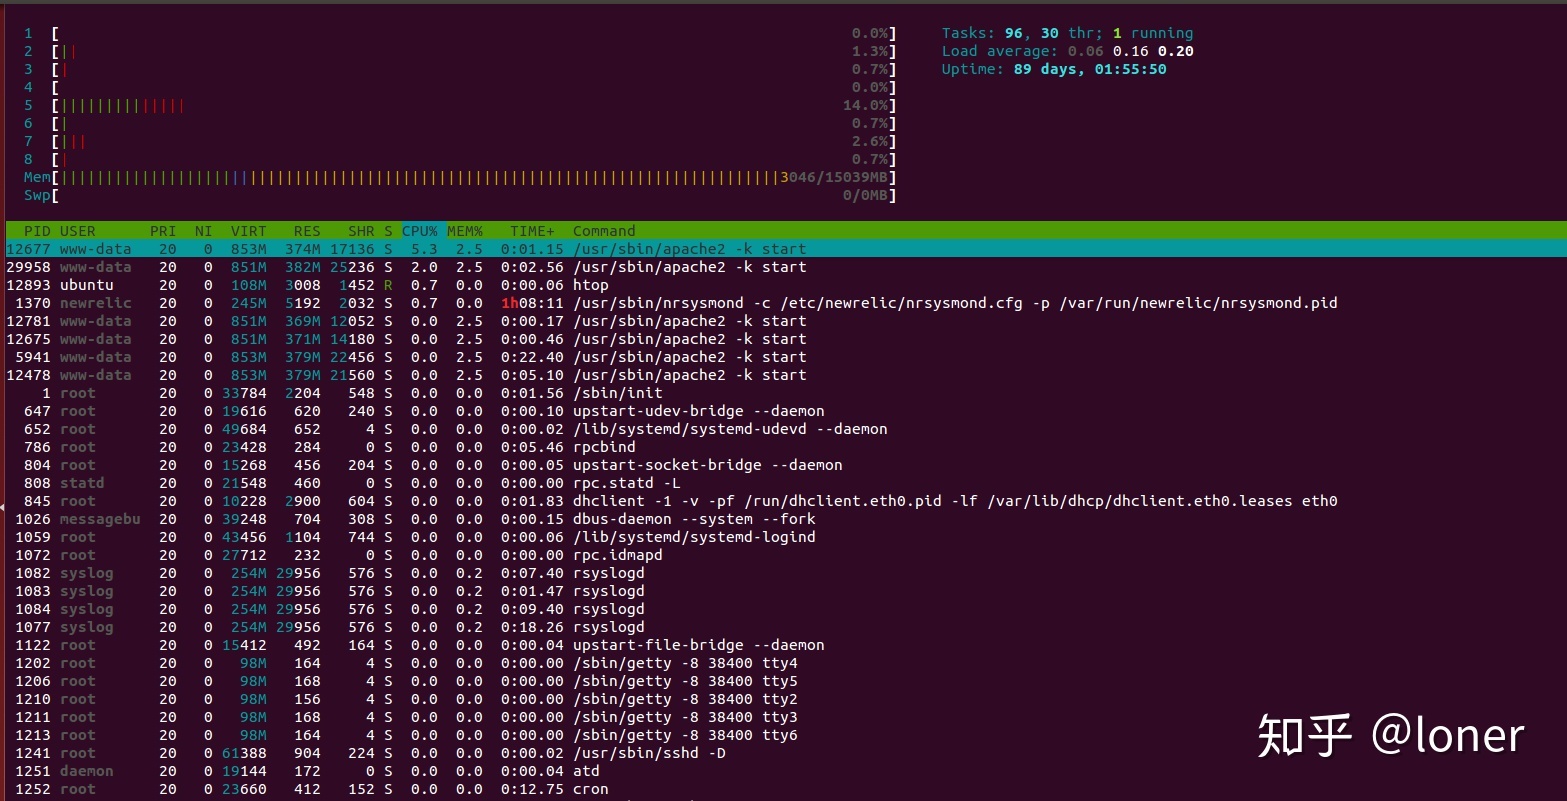 1 [ 0.0%] Tasks: 96, 30 thr; 1 running
2 [|| 1.3%] Load average: 0.06 0.16 0.20
3 [| 0.7%] Uptime: 89 days, 01:55:50
4 [ 0.0%]
5 [|||||||||||||| 14.0%]
6 [| 0.7%]
7 [||| 2.6%]
8 [| 0.7%]
Mem[||||||||||||||||||||||||||||||||||||||||||||||||||||||||||||||||||||||||||||||||3046/15039MB]
Swp[ 0/0MB]
PID USER PRI NI VIRT RES SHR S CPU% MEM% TIME+ Command
12677 www-data 20 0 853M 374M 17136 S 5.3 2.5 0:01.15 /usr/sbin/apache2 -k start
29958 www-data 20 0 851M 382M 25236 S 2.0 2.5 0:02.56 /usr/sbin/apache2 -k start
12893 ubuntu 20 0 108M 3008 1452 R 0.7 0.0 0:00.06 htop
1370 newrelic 20 0 245M 5192 2032 S 0.7 0.0 1h08:11 /usr/sbin/nrsysmond -c /etc/newrelic/nrsysmond.cfg -p /var/run/newrelic/nrsysmond.pid
12781 www-data 20 0 851M 369M 12052 S 0.0 2.5 0:00.17 /usr/sbin/apache2 -k start
12675 www-data 20 0 851M 371M 14180 S 0.0 2.5 0:00.46 /usr/sbin/apache2 -k start
5941 www-data 20 0 853M 379M 22456 S 0.0 2.5 0:22.40 /usr/sbin/apache2 -k start
12478 www-data 20 0 853M 379M 21560 S 0.0 2.5 0:05.10 /usr/sbin/apache2 -k start
1 root 20 0 33784 2204 548 S 0.0 0.0 0:01.56 /sbin/init
647 root 20 0 19616 620 240 S 0.0 0.0 0:00.10 upstart-udev-bridge --daemon
652 root 20 0 49684 652 4 S 0.0 0.0 0:00.02 /lib/systemd/systemd-udevd --daemon
786 root 20 0 23428 284 0 S 0.0 0.0 0:05.46 rpcbind
804 root 20 0 15268 456 204 S 0.0 0.0 0:00.05 upstart-socket-bridge --daemon
808 statd 20 0 21548 460 0 S 0.0 0.0 0:00.00 rpc.statd -L
845 root 20 0 10228 2900 604 S 0.0 0.0 0:01.83 dhclient -1 -v -pf /run/dhclient.eth0.pid -lf /var/lib/dhcp/dhclient.eth0.leases eth0
1026 messagebu 20 0 39248 704 308 S 0.0 0.0 0:00.15 dbus-daemon --system --fork
1059 root 20 0 43456 1104 744 S 0.0 0.0 0:00.06 /lib/systemd/systemd-logind
1072 root 20 0 27712 232 0 S 0.0 0.0 0:00.00 rpc.idmapd
1082 syslog 20 0 254M 29956 576 S 0.0 0.2 0:07.40 rsyslogd
1083 syslog 20 0 254M 29956 576 S 0.0 0.2 0:01.47 rsyslogd
1084 syslog 20 0 254M 29956 576 S 0.0 0.2 0:09.40 rsyslogd
1077 syslog 20 0 254M 29956 576 S 0.0 0.2 0:18.26 rsyslogd
1122 root 20 0 15412 492 164 S 0.0 0.0 0:00.04 upstart-file-bridge --daemon
1202 root 20 0 98M 164 4 S 0.0 0.0 0:00.00 /sbin/getty -8 38400 tty4
1206 root 20 0 98M 168 4 S 0.0 0.0 0:00.00 /sbin/getty -8 38400 tty5
1210 root 20 0 98M 156 4 S 0.0 0.0 0:00.00 /sbin/getty -8 38400 tty2
1211 root 20 0 98M 168 4 S 0.0 0.0 0:00.00 /sbin/getty -8 38400 tty3
1213 root 20 0 98M 164 4 S 0.0 0.0 0:00.00 /sbin/getty -8 38400 tty6
1241 root 20 0 61388 904 224 S 0.0 0.0 0:00.02 /usr/sbin/sshd -D
1251 daemon 20 0 19144 172 0 S 0.0 0.0 0:00.04 atd
1252 root 20 0 23660 412 152 S 0.0 0.0 0:12.75 cron
知乎 @loner